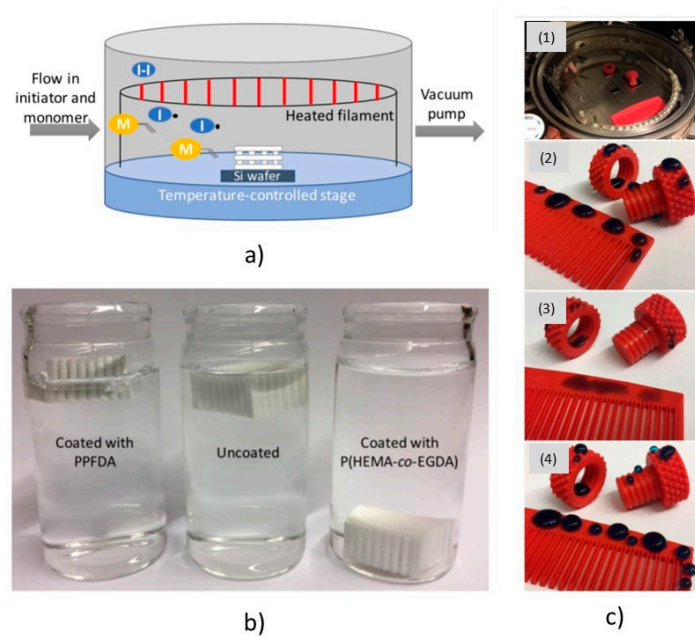 Flow in
initiator and
monomer
I-I
I
M
I
M
Heated filament
Vacuum
pump
Si wafer
Temperature-controlled stage
a)
Coated with
PPFDA
Uncoated
Coated with
P(HEMA-co-EGDA)
b)
(1)
(2)
(3)
(4)
c)